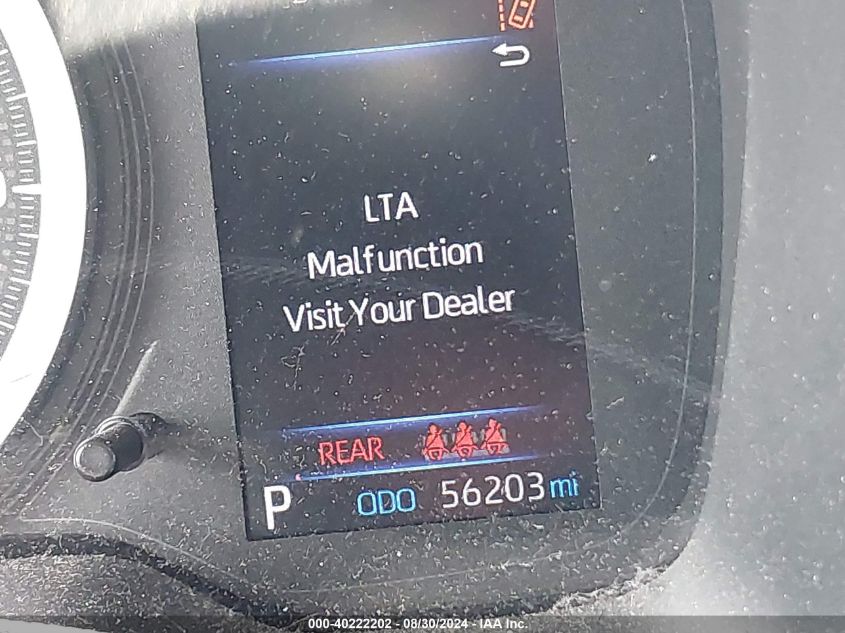 LTA
Malfunction
Visit Your Dealer
REAR
P ODO 56203 mi
000-40222202 - 08/30/2024 - IAA Inc.